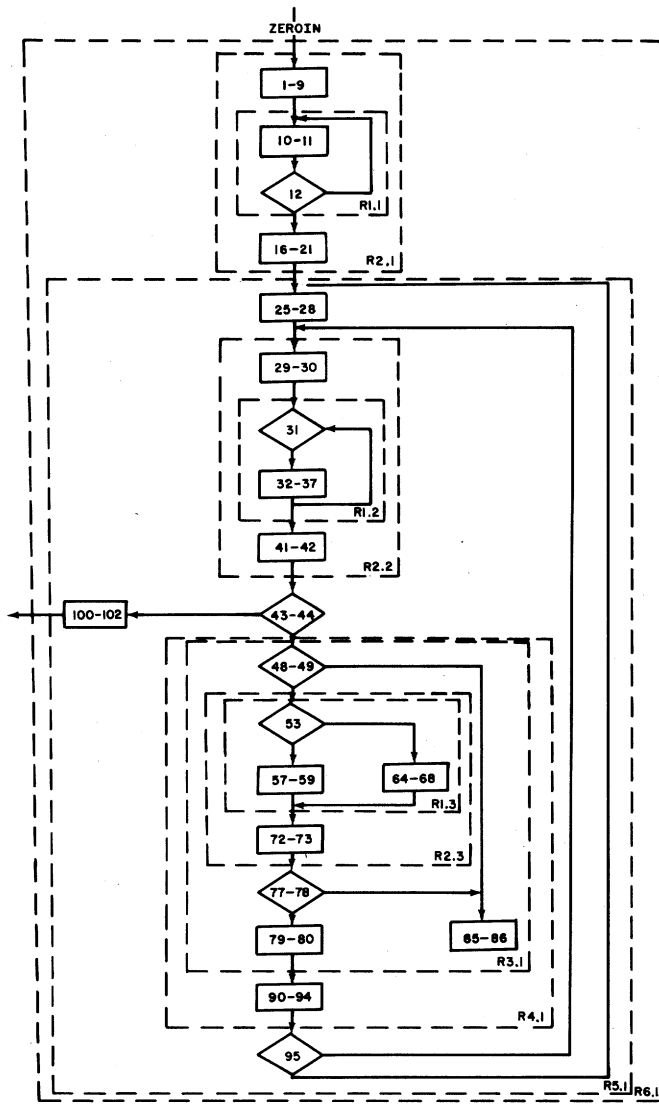 ZEROIN
1-9
10-11
12
R1.1
16-21
R2.1
25-28
29-30
31
32-37
R1.2
41-42
R2.2
100-102
43-44
48-49
53
57-59
64-68
R1.3
72-73
R2.3
77-78
79-80
85-86
R3.1
90-94
R4.1
95
R5.1
R6.1